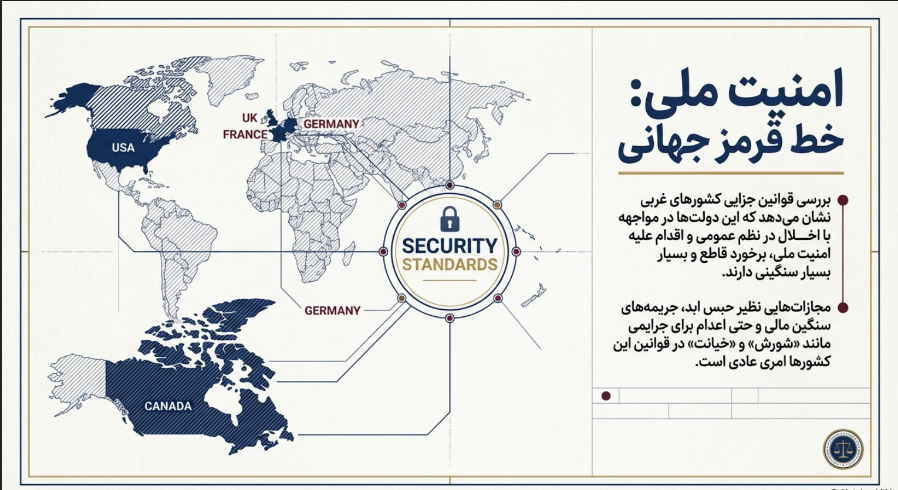 امنیت ملی:
خط قرمز جهانی
بررسی قوانین جزایی کشورهای غربی
نشان می‌دهد که این دولت‌ها در مواجهه
با اخـــلال در نظم عمومی و اقدام علیه
امنیت ملی، برخورد قاطع و بسیار
بسیار سنگینی دارند.
مجازات‌هایی نظیر حبس ابد، جریمه‌های
سنگین مالی و حتی اعدام برای جرایمی
مانند «شورش» و «خیانت» در قوانین این
کشورها امری عادی است.
UK
GERMANY
FRANCE
USA
SECURITY
STANDARDS
GERMANY
CANADA